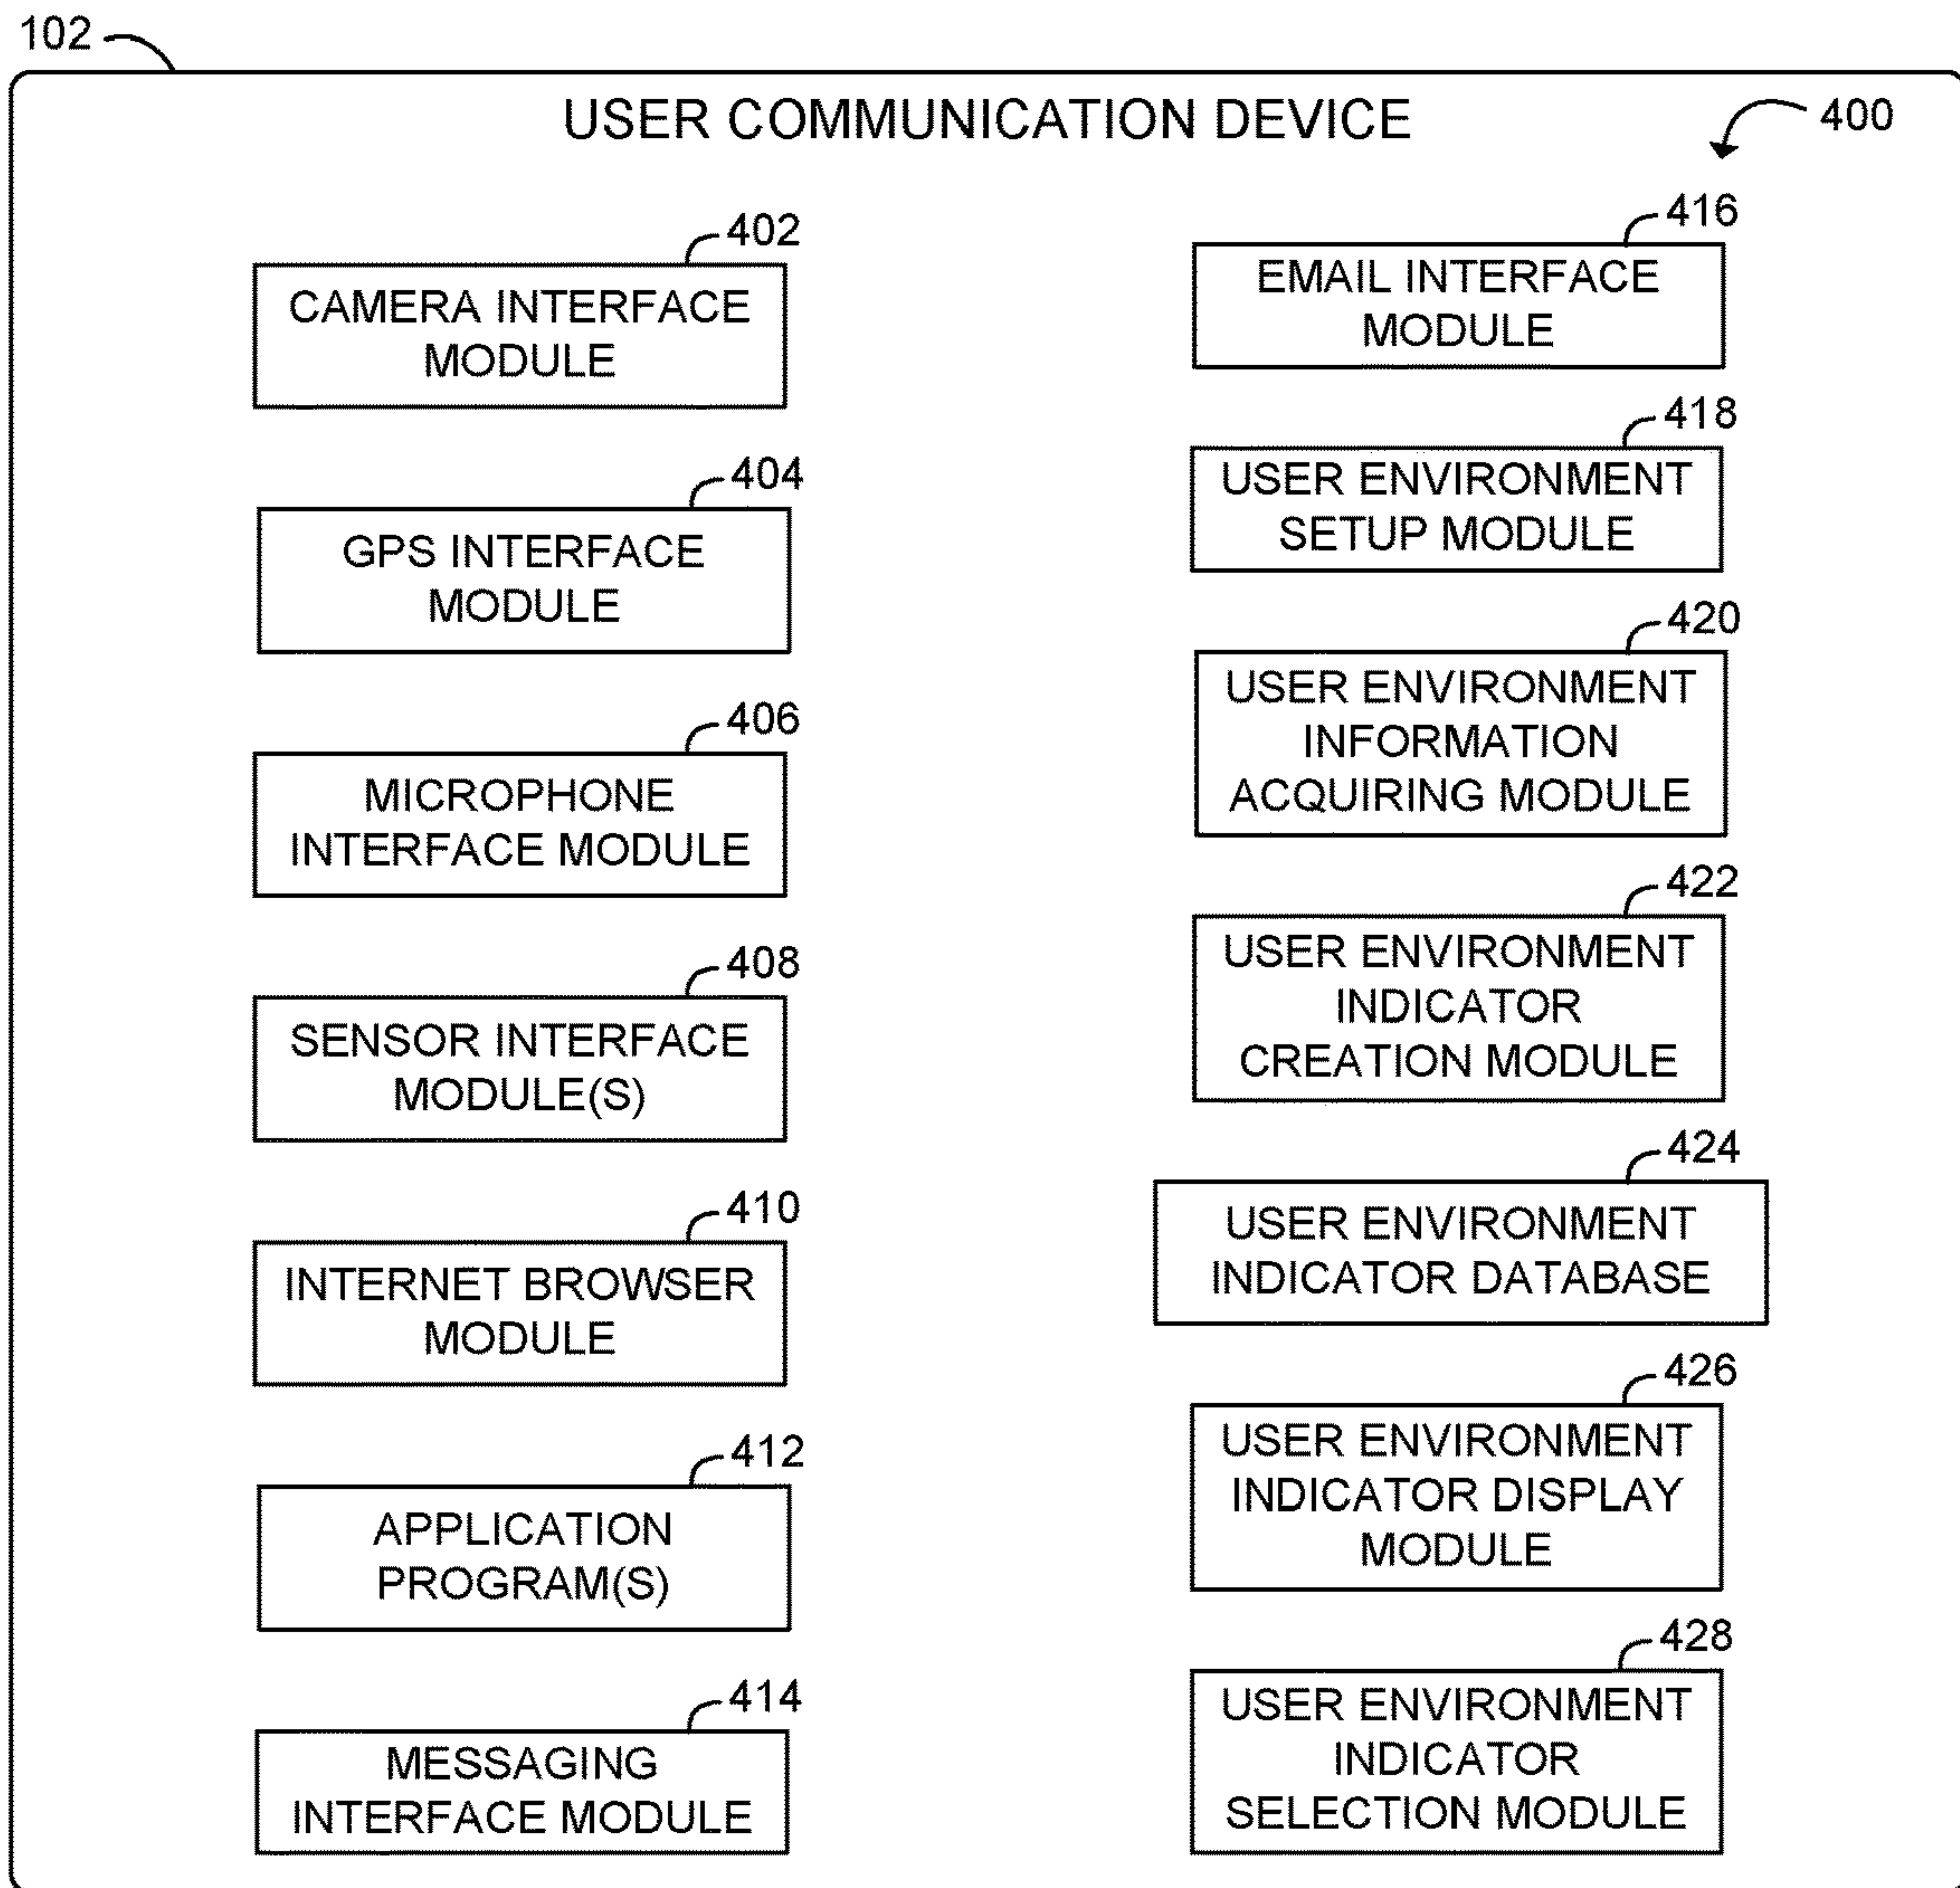 102
USER COMMUNICATION DEVICE
400
402
CAMERA INTERFACE
MODULE
404
GPS INTERFACE
MODULE
406
MICROPHONE
INTERFACE MODULE
408
SENSOR INTERFACE
MODULE(S)
410
INTERNET BROWSER
MODULE
412
APPLICATION
PROGRAM(S)
414
MESSAGING
INTERFACE MODULE
416
EMAIL INTERFACE
MODULE
418
USER ENVIRONMENT
SETUP MODULE
420
USER ENVIRONMENT
INFORMATION
ACQUIRING MODULE
422
USER ENVIRONMENT
INDICATOR
CREATION MODULE
424
USER ENVIRONMENT
INDICATOR DATABASE
426
USER ENVIRONMENT
INDICATOR DISPLAY
MODULE
428
USER ENVIRONMENT
INDICATOR
SELECTION MODULE